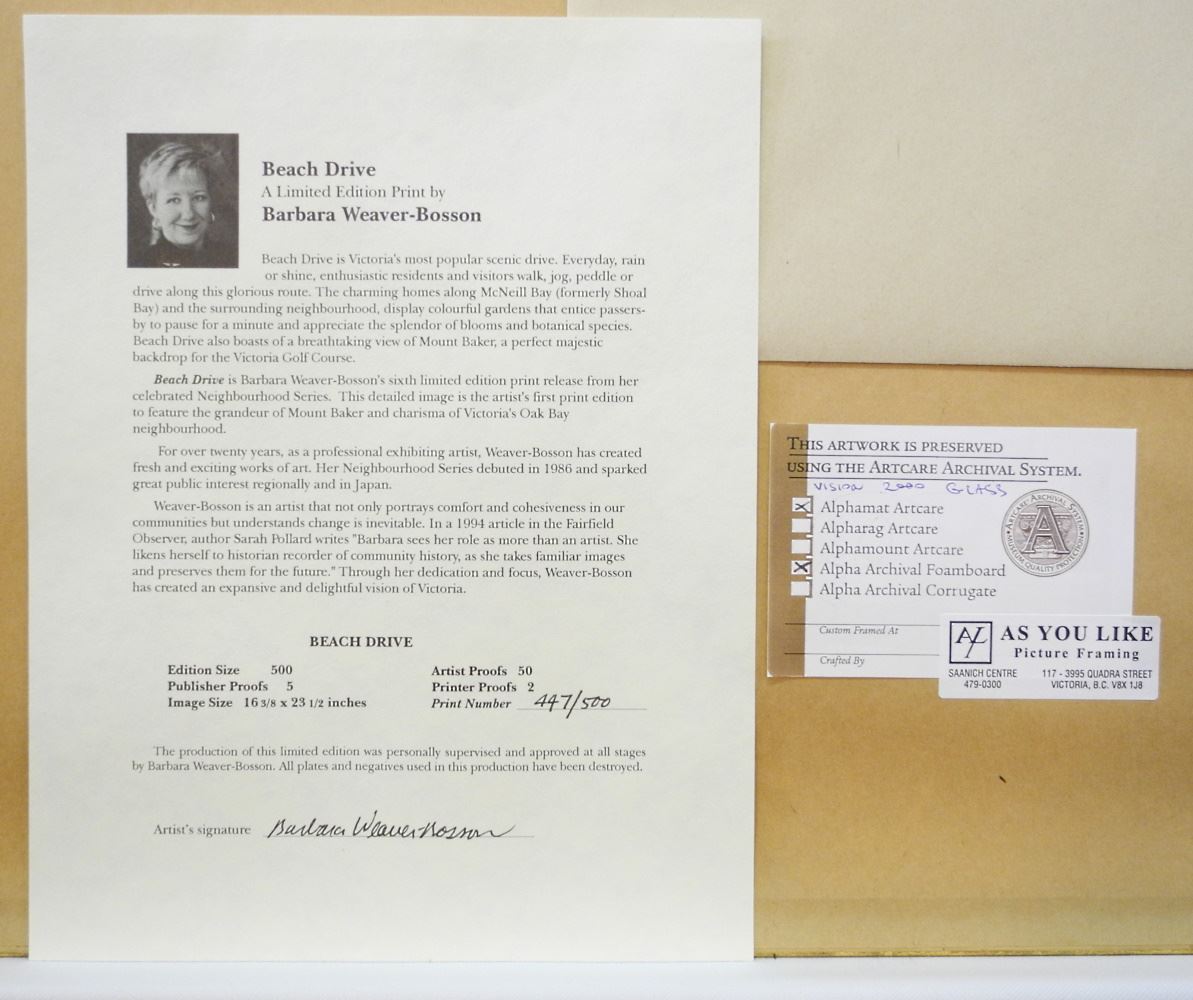 Beach Drive
A Limited Edition Print by
Barbara Weaver-Bosson
Beach Drive is Victoria's most popular scenic drive. Everyday, rain
or shine, enthusiastic residents and visitors walk, jog, peddle or
drive along this glorious route. The charming homes along McNeill Bay (formerly Shoal
Bay) and the surrounding neighbourhood, display colourful gardens that entice passers-
by to pause for a minute and appreciate the splendor of blooms and botanical species.
Beach Drive also boasts of a breathtaking view of Mount Baker, a perfect majestic
backdrop for the Victoria Golf Course.
Beach Drive is Barbara Weaver-Bosson's sixth limited edition print release from her
celebrated Neighbourhood Series. This detailed image is the artist's first print edition
to feature the grandeur of Mount Baker and charisma of Victoria's Oak Bay
neighbourhood.
For over twenty years, as a professional exhibiting artist, Weaver-Bosson has created
fresh and exciting works of art. Her Neighbourhood Series debuted in 1986 and sparked
great public interest regionally and in Japan.
Weaver-Bosson is an artist that not only portrays comfort and cohesiveness in our
communities but understands change is inevitable. In a 1994 article in the Fairfield
Observer, author Sarah Pollard writes "Barbara sees her role as more than an artist. She
likens herself to historian recorder of community history, as she takes familiar images
and preserves them for the future." Through her dedication and focus, Weaver-Bosson
has created an expansive and delightful vision of Victoria.
BEACH DRIVE
Edition Size 500 Artist Proofs 50
Publisher Proofs 5 Printer Proofs 2
Image Size 16 3/8 x 23 1/2 inches Print Number 447/500
The production of this limited edition was personally supervised and approved at all stages
by Barbara Weaver-Bosson. All plates and negatives used in this production have been destroyed.
Artist's signature Barbara Weaver-Bosson
THIS ARTWORK IS PRESERVED
USING THE ARTCARE ARCHIVAL SYSTEM.
VISION 2000 GLASS
Alphamat Artcare
Alpharag Artcare
Alphamount Artcare
Alpha Archival Foamboard
Alpha Archival Corrugate
ARTCARE ARCHIVAL SYSTEM
A
MUSEUM QUALITY PROTECTION
Custom Framed At
Crafted By
AYL AS YOU LIKE
Picture Framing
SAANICH CENTRE 117 - 3995 QUADRA STREET
479-0300 VICTORIA, B.C. V8X 1J8